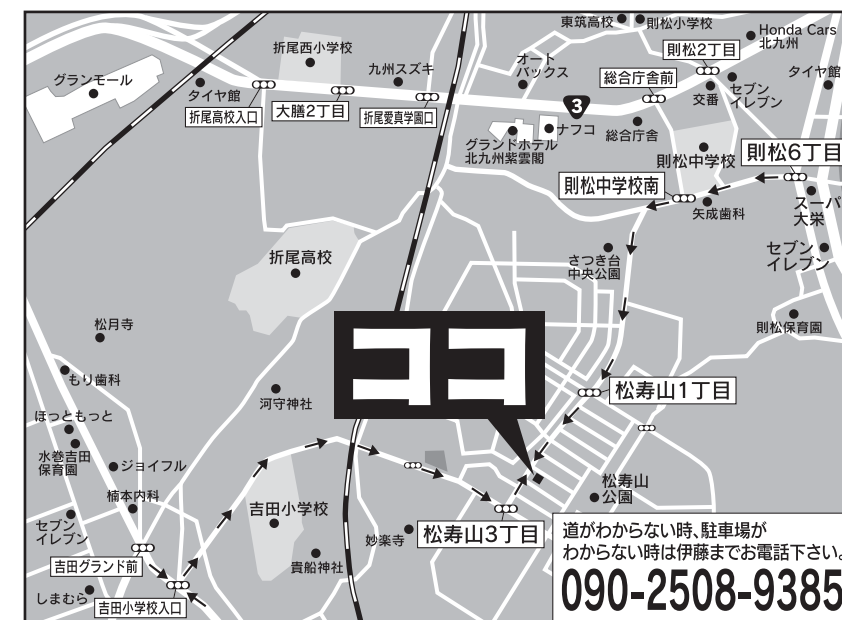 東筑高校
則松小学校
Honda Cars
北九州
折尾西小学校
オート
バックス
則松2丁目
グランモール
九州スズキ
総合庁舎前
タイヤ館
タイヤ館
交番
セブン
イレブン
折尾高校入口
大膳2丁目
折尾愛真学園口
3
グランドホテル
北九州紫雲閣
ナフコ
総合庁舎
則松中学校
則松6丁目
則松中学校南
矢成歯科
スーパ
大栄
折尾高校
さつき台
中央公園
セブン
イレブン
松月寺
則松保育園
もり歯科
ココ
河守神社
松寿山1丁目
ほっともっと
水巻吉田
保育園
ジョイフル
楠本内科
吉田小学校
松寿山
公園
セブン
イレブン
妙楽寺
松寿山3丁目
吉田グランド前
貴船神社
しまむら
吉田小学校入口
道がわからない時、駐車場が
わからない時は伊藤までお電話下さい。
090-2508-9385